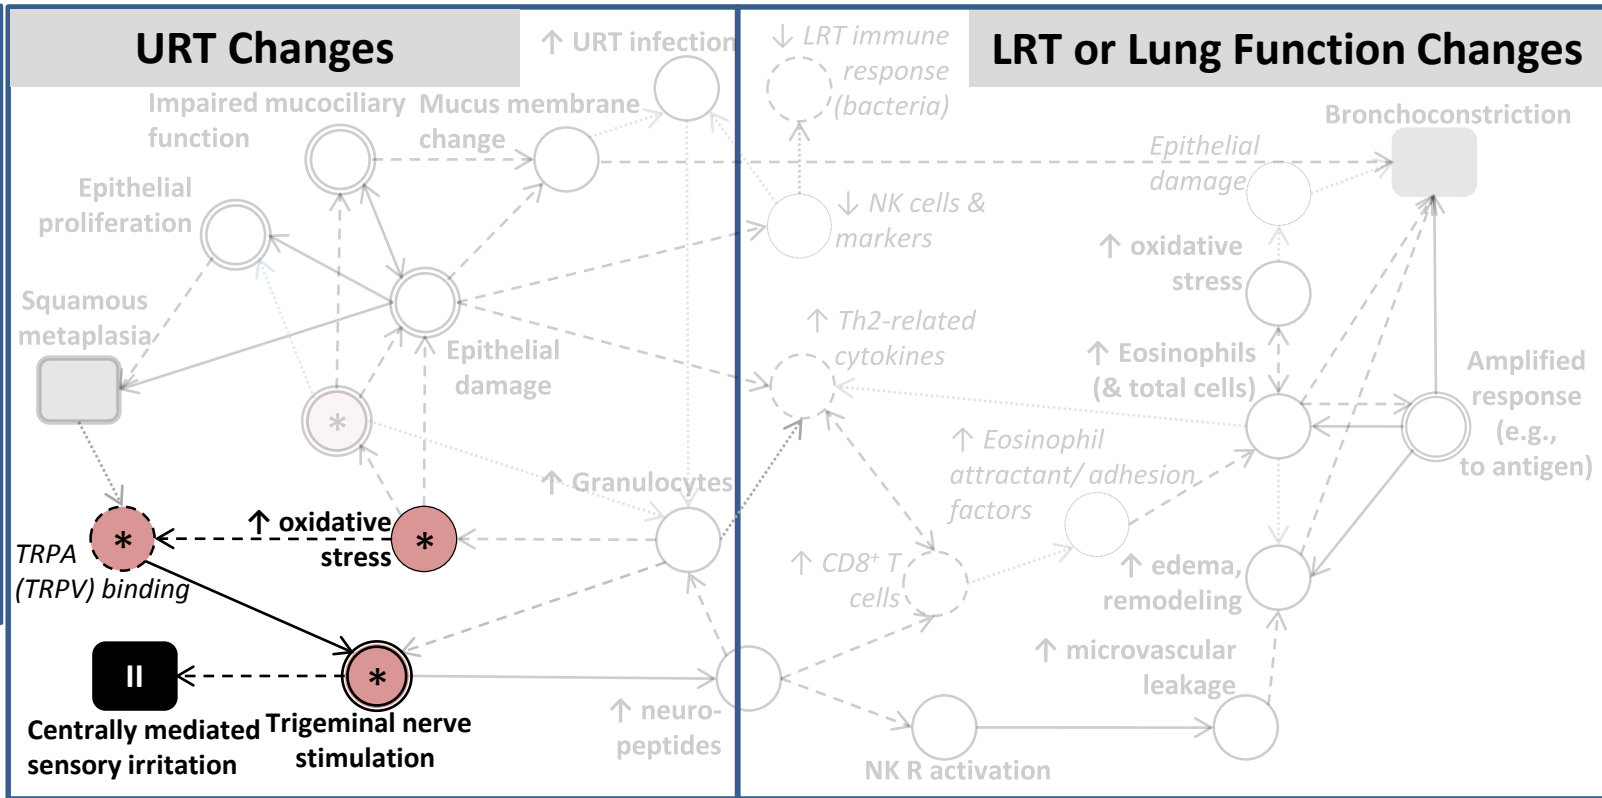 URT Changes
LRT or Lung Function Changes
↑ URT infection
↓ LRT immune
response
(bacteria)
Impaired mucociliary
function
Mucus membrane
change
Bronchoconstriction
Epithelial
damage
Epithelial
proliferation
↓ NK cells &
markers
↑ oxidative
stress
Squamous
metaplasia
Epithelial
damage
↑ Th2-related
cytokines
↑ Eosinophils
(& total cells)
Amplified
response
(e.g.,
to antigen)
*
↑ Granulocytes
↑ Eosinophil
attractant/ adhesion
factors
*
↑ oxidative
stress
*
TRPA
(TRPV) binding
↑ CD8+ T
cells
↑ edema,
remodeling
II
*
Centrally mediated
sensory irritation
Trigeminal nerve
stimulation
↑ neuro-
peptides
↑ microvascular
leakage
NK R activation